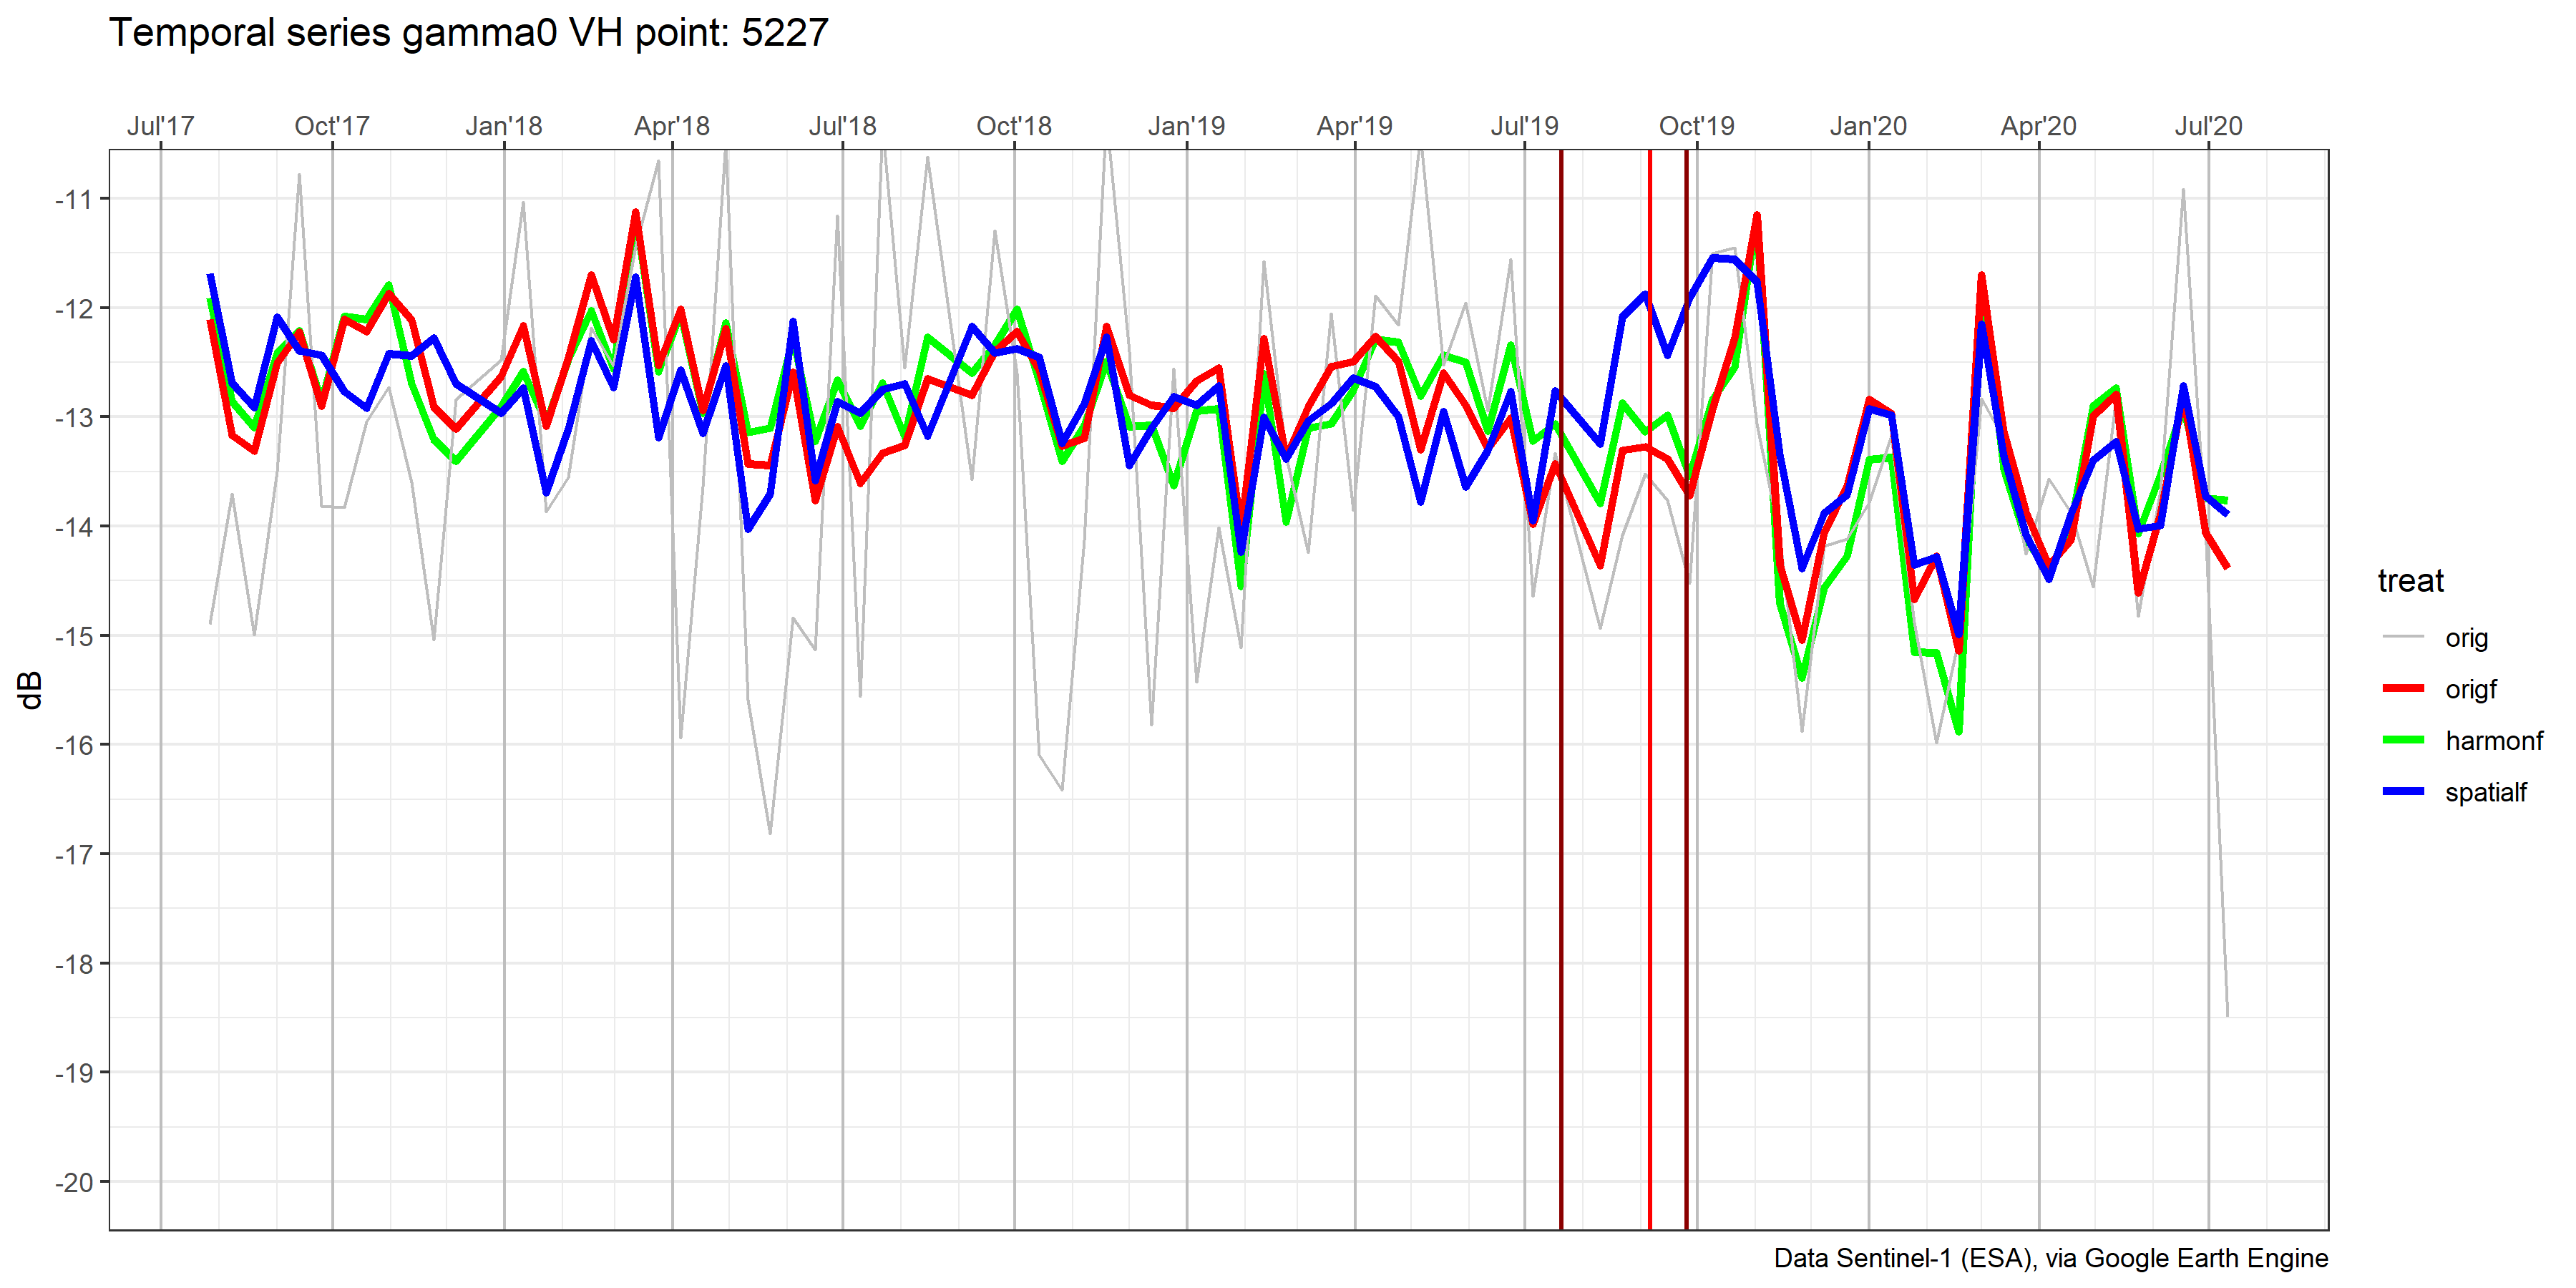 Temporal series gamma0 VH point: 5227
Jul'17 Oct'17 Jan'18 Apr'18 Jul'18 Oct'18 Jan'19 Apr'19 Jul'19 Oct'19 Jan'20 Apr'20 Jul'20
-11
-12
-13
-14
-15
-16
-17
-18
-19
-20
dB
treat
orig
origf
harmonf
spatialf
Data Sentinel-1 (ESA), via Google Earth Engine